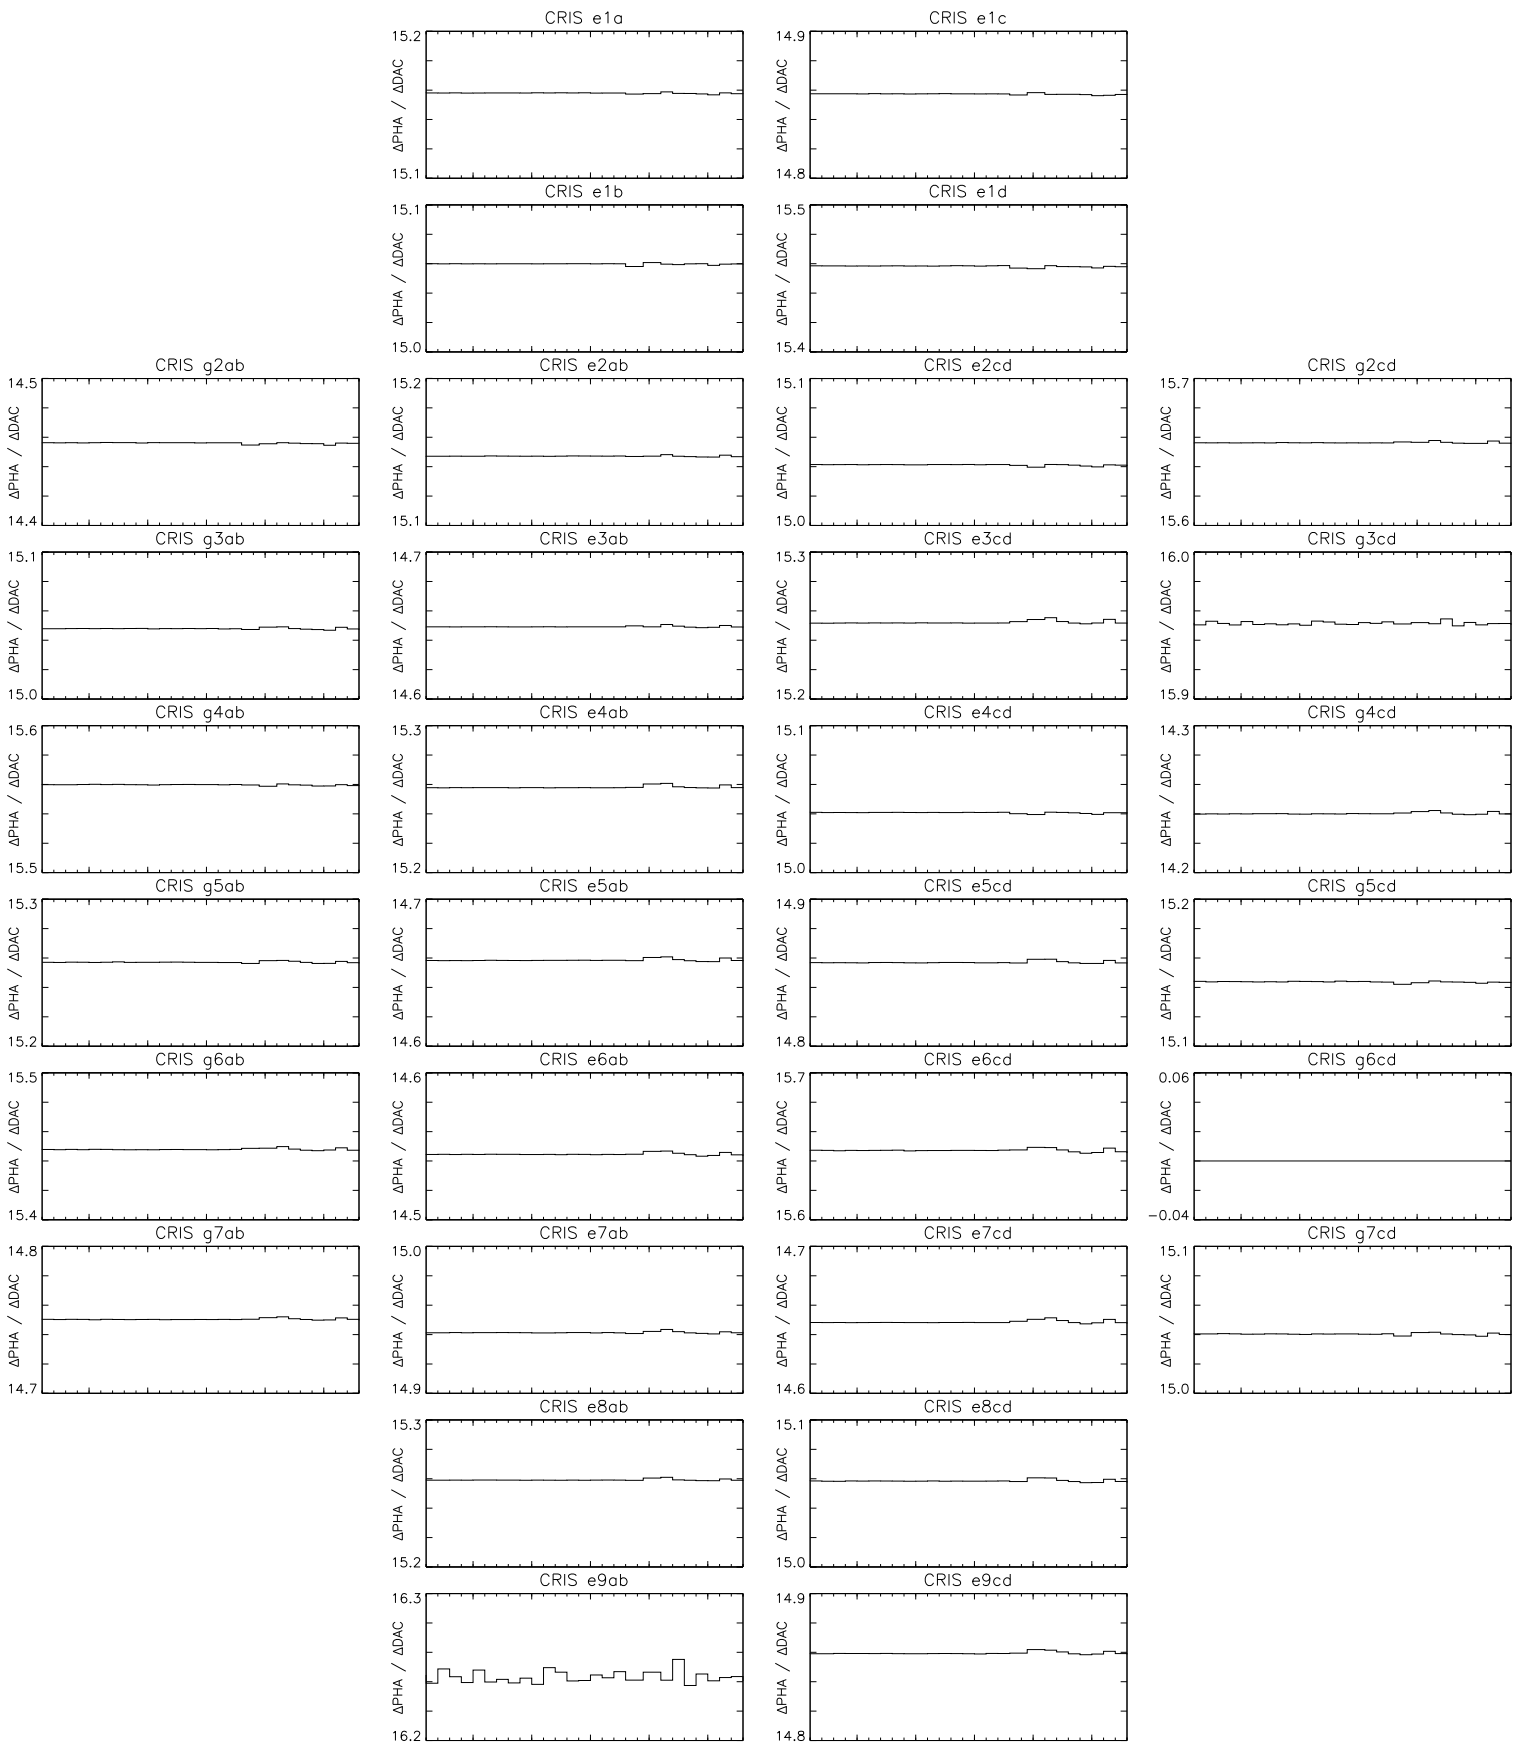 CRIS e1a
15.2
ΔPHA / ΔDAC
15.1
CRIS e1c
14.9
ΔPHA / ΔDAC
14.8
CRIS e1b
15.1
ΔPHA / ΔDAC
15.0
CRIS e1d
15.5
ΔPHA / ΔDAC
15.4
CRIS g2ab
14.5
ΔPHA / ΔDAC
14.4
CRIS e2ab
15.2
ΔPHA / ΔDAC
15.1
CRIS e2cd
15.1
ΔPHA / ΔDAC
15.0
CRIS g2cd
15.7
ΔPHA / ΔDAC
15.6
CRIS g3ab
15.1
ΔPHA / ΔDAC
15.0
CRIS e3ab
14.7
ΔPHA / ΔDAC
14.6
CRIS e3cd
15.3
ΔPHA / ΔDAC
15.2
CRIS g3cd
16.0
ΔPHA / ΔDAC
15.9
CRIS g4ab
15.6
ΔPHA / ΔDAC
15.5
CRIS e4ab
15.3
ΔPHA / ΔDAC
15.2
CRIS e4cd
15.1
ΔPHA / ΔDAC
15.0
CRIS g4cd
14.3
ΔPHA / ΔDAC
14.2
CRIS g5ab
15.3
ΔPHA / ΔDAC
15.2
CRIS e5ab
14.7
ΔPHA / ΔDAC
14.6
CRIS e5cd
14.9
ΔPHA / ΔDAC
14.8
CRIS g5cd
15.2
ΔPHA / ΔDAC
15.1
CRIS g6ab
15.5
ΔPHA / ΔDAC
15.4
CRIS e6ab
14.6
ΔPHA / ΔDAC
14.5
CRIS e6cd
15.7
ΔPHA / ΔDAC
15.6
CRIS g6cd
0.06
ΔPHA / ΔDAC
−0.04
CRIS g7ab
14.8
ΔPHA / ΔDAC
14.7
CRIS e7ab
15.0
ΔPHA / ΔDAC
14.9
CRIS e7cd
14.7
ΔPHA / ΔDAC
14.6
CRIS g7cd
15.1
ΔPHA / ΔDAC
15.0
CRIS e8ab
15.3
ΔPHA / ΔDAC
15.2
CRIS e8cd
15.1
ΔPHA / ΔDAC
15.0
CRIS e9ab
16.3
ΔPHA / ΔDAC
16.2
CRIS e9cd
14.9
ΔPHA / ΔDAC
14.8